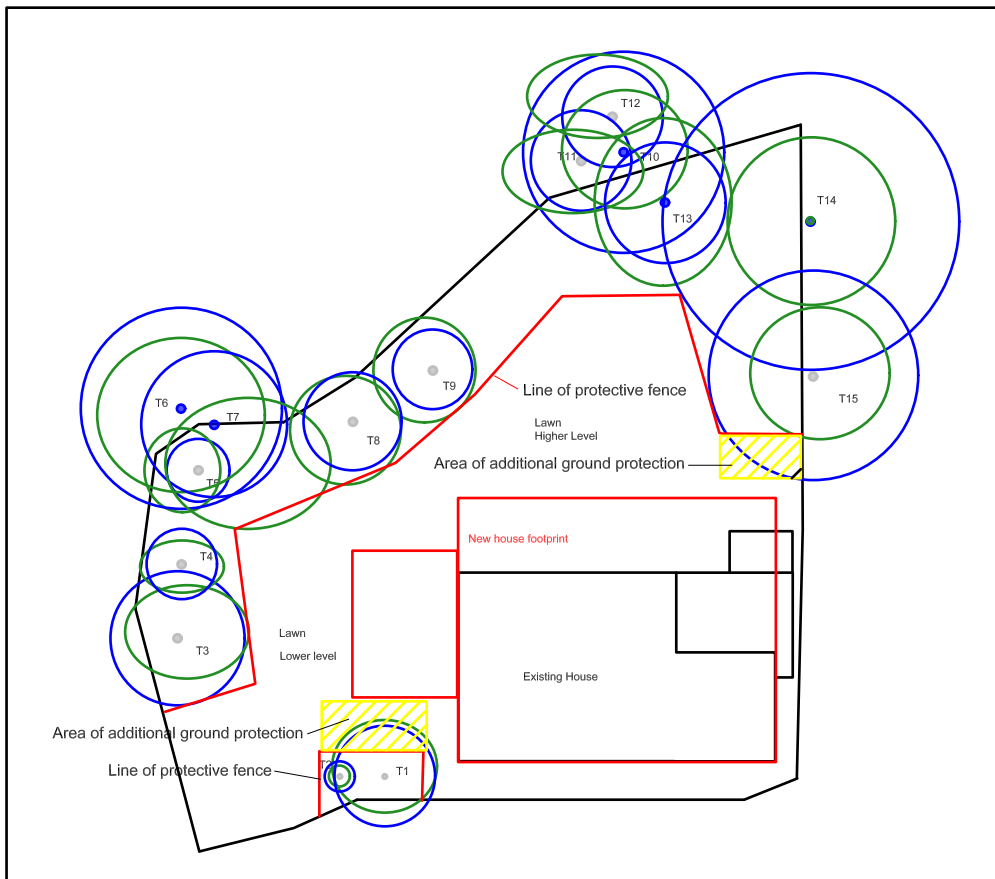 T12
T11
T10
T13
T14
T15
T9
T6
T7
T8
T5
T4
T3
Line of protective fence
Lawn
Higher Level
Area of additional ground protection
New house footprint
Lawn
Lower level
Existing House
Area of additional ground protection
Line of protective fence
T2
T1